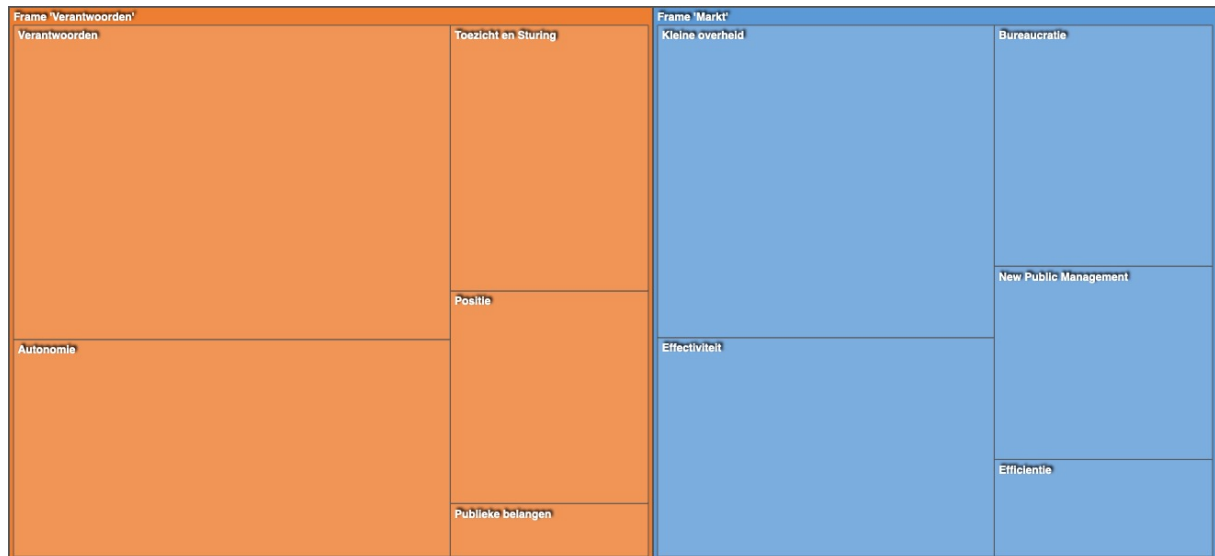 Frame 'Verantwoorden'
Verantwoorden
Toezicht en Sturing
Autonomie
Positie
Publieke belangen
Frame 'Markt'
Kleine overheid
Bureaucratie
Effectiviteit
New Public Management
Efficientie